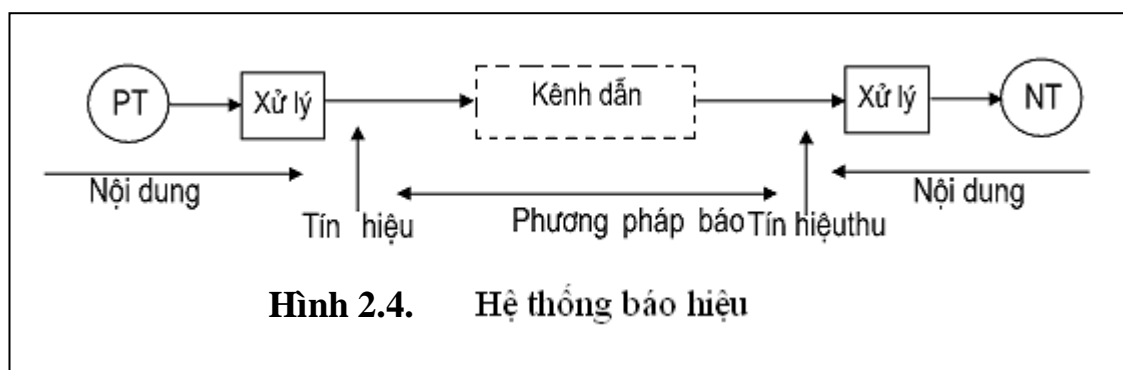 PT Xử lý Kênh dẫn Xử lý NT
Nội dung Nội dung
Tín hiệu Phương pháp báo Tín hiệuthu
Hình 2.4. Hệ thống báo hiệu